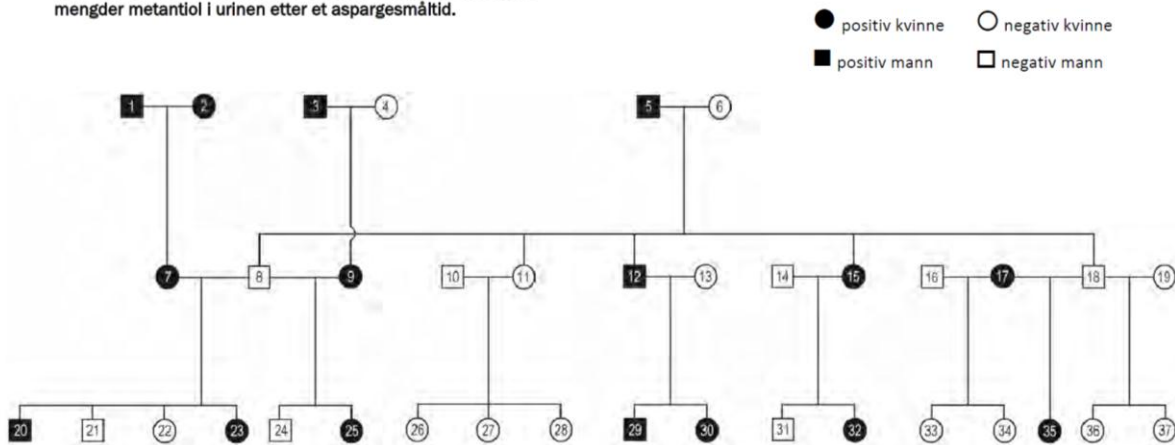 mengder metantiol i urinen etter et aspargesmåltid.
positiv kvinne negativ kvinne
positiv mann negativ mann
1 2 3 4 5 6
7 8 9 10 11 12 13 14 15 16 17 18 19
20 21 22 23 24 25 26 27 28 29 30 31 32 33 34 35 36 37